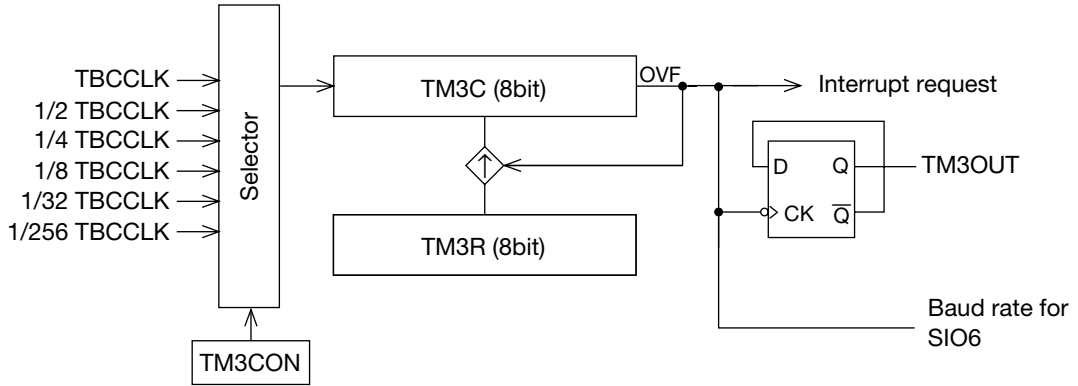 TBCCLK
1/2 TBCCLK
1/4 TBCCLK
1/8 TBCCLK
1/32 TBCCLK
1/256 TBCCLK
Selector
TM3CON
TM3C (8bit)
OVF
TM3R (8bit)
Interrupt request
D
Q
CK
Q̅
TM3OUT
Baud rate for
SIO6